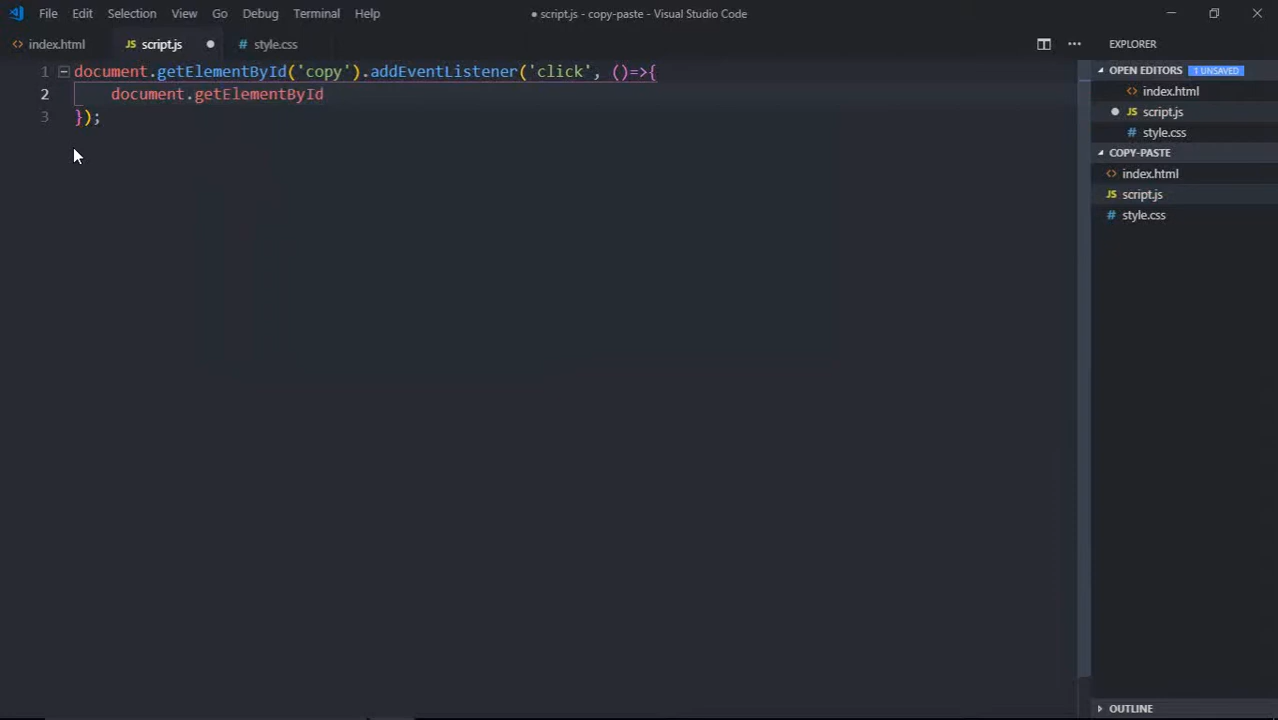 File Edit Selection View Go Debug Terminal Help
● script.js - copy-paste - Visual Studio Code
<> index.html JS script.js ● # style.css
EXPLORER
OPEN EDITORS 1 UNSAVED
<> index.html
● JS script.js
# style.css
COPY-PASTE
<> index.html
JS script.js
# style.css
OUTLINE
1 document.getElementById('copy').addEventListener('click', ()=>{
2 document.getElementById
3 });